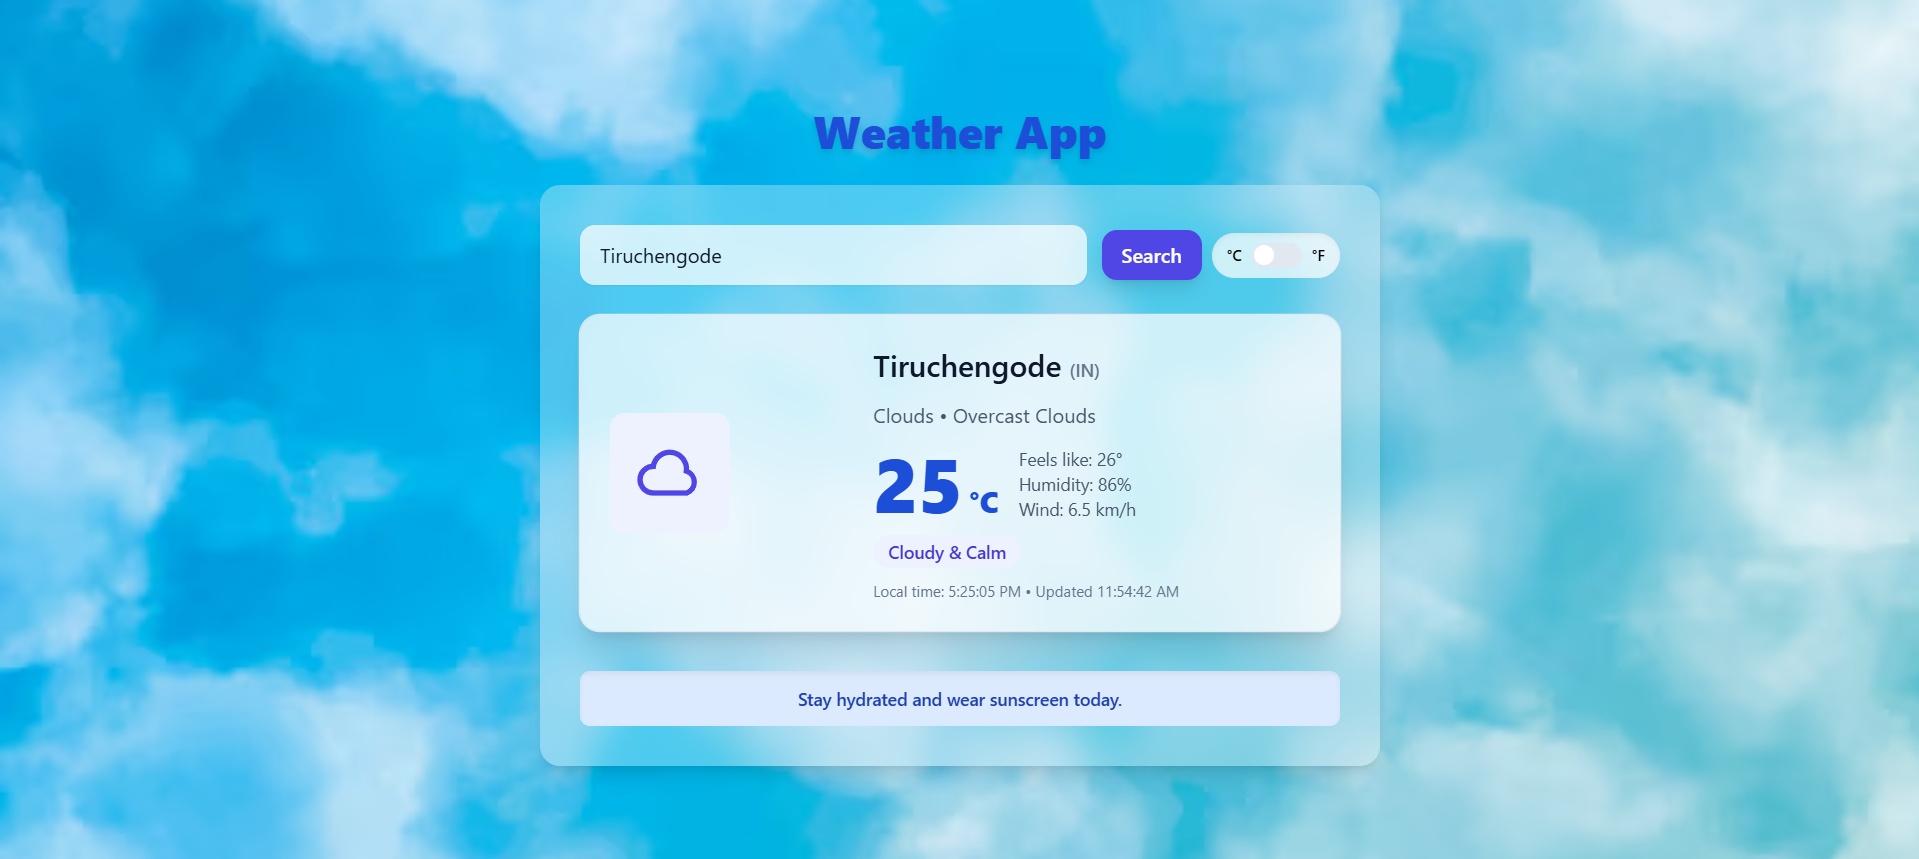 Weather App
Tiruchengode
Search
°C
°F
Tiruchengode (IN)
Clouds • Overcast Clouds
25 °C
Feels like: 26°
Humidity: 86%
Wind: 6.5 km/h
Cloudy & Calm
Local time: 5:25:05 PM • Updated 11:54:42 AM
Stay hydrated and wear sunscreen today.